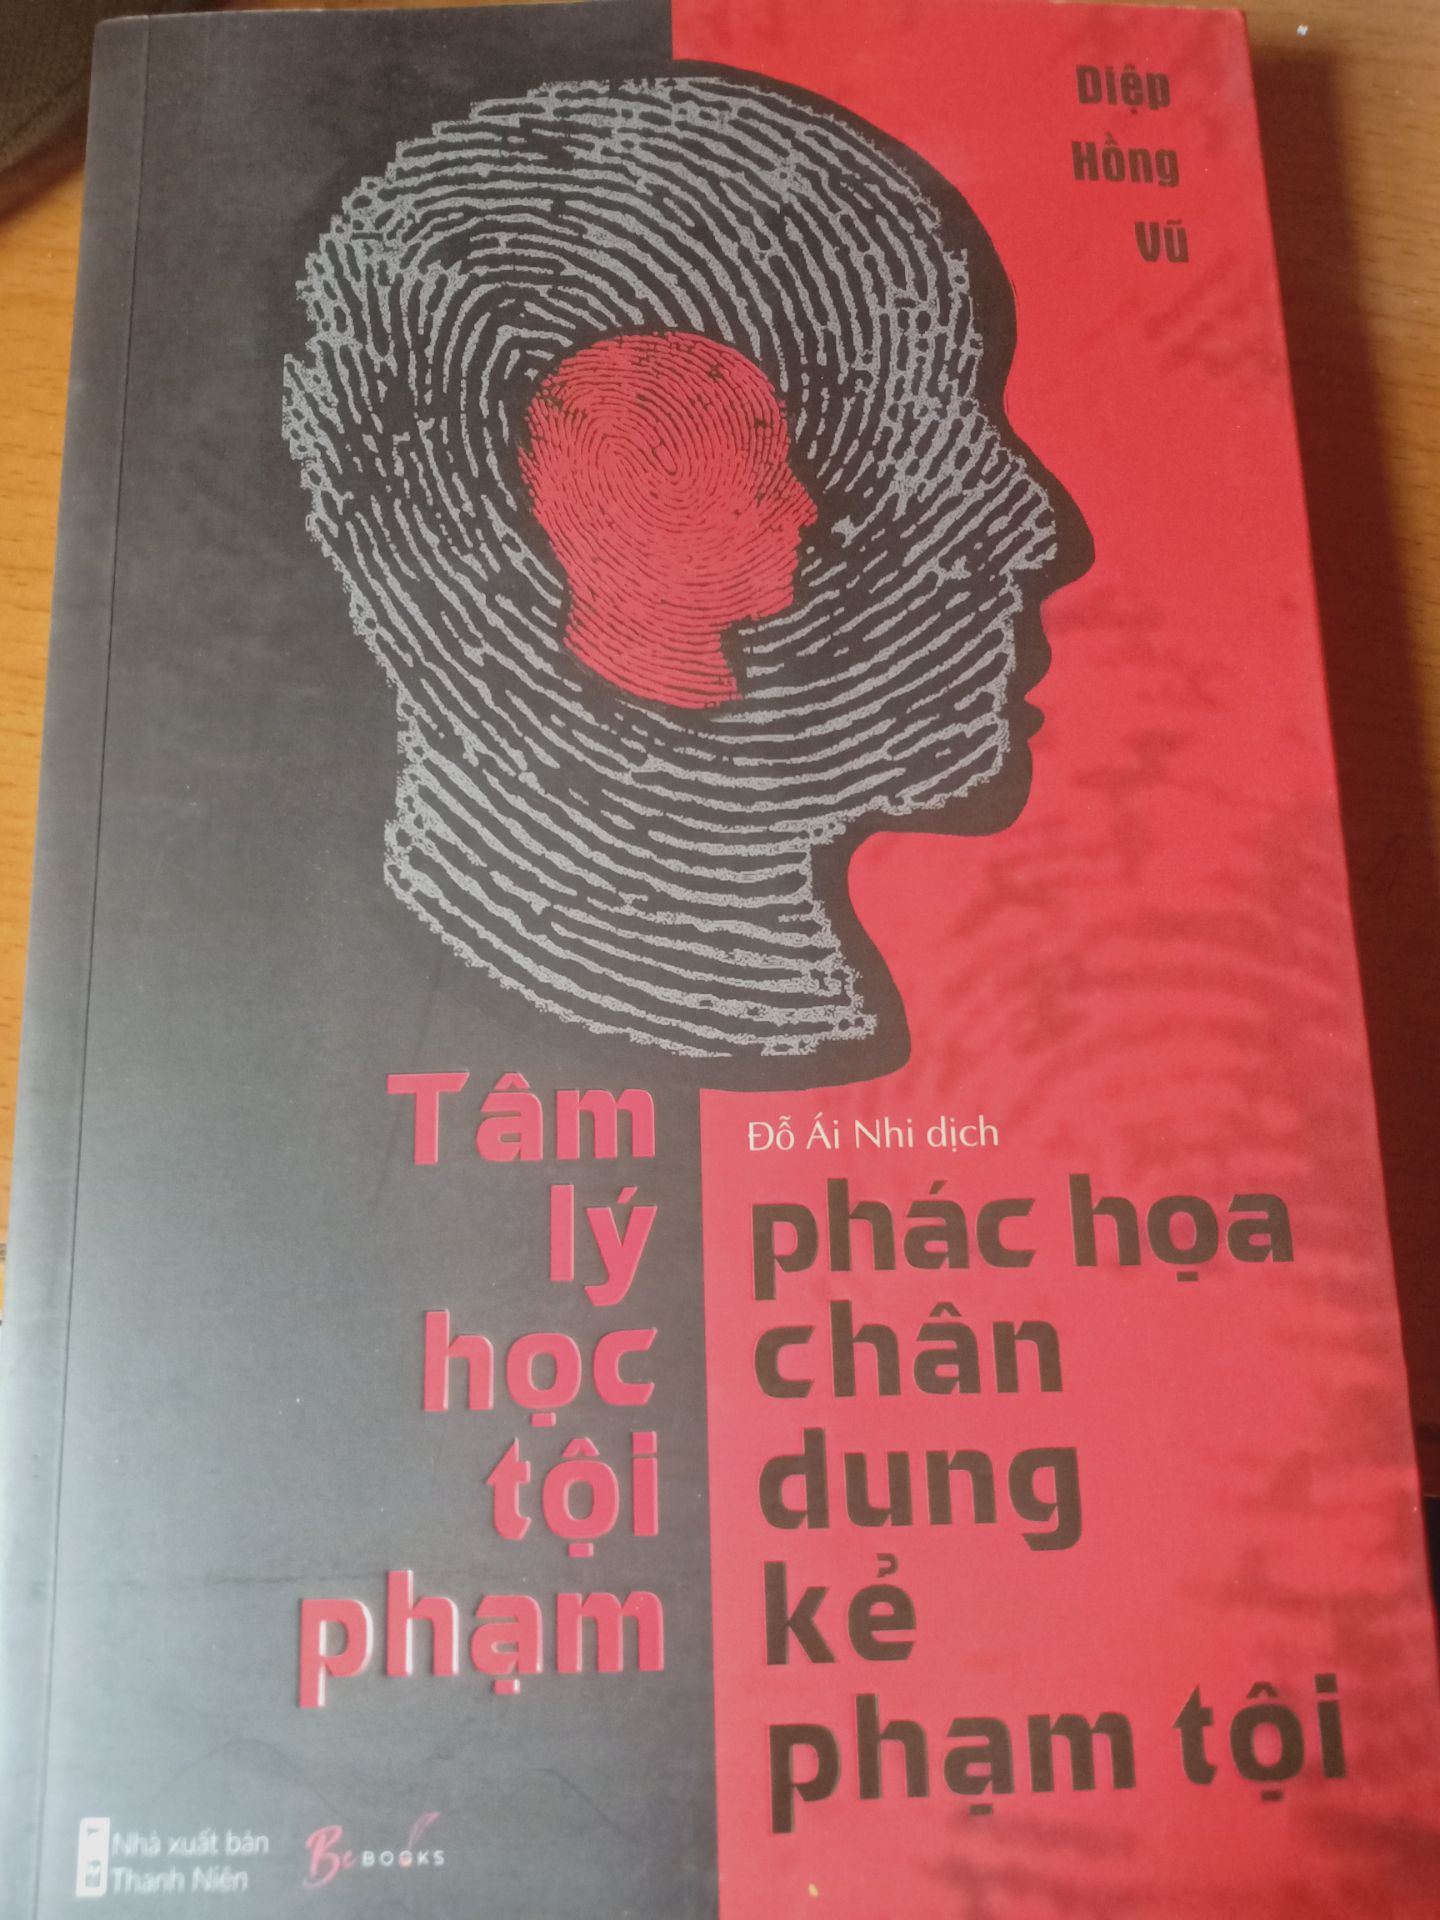 Diệp
Hồng
Vũ
Tâm
lý
học
tội
phạm
Đỗ Ái Nhi dịch
phác họa
chân
dung
kẻ
phạm tội
Nhà xuất bản
Thanh Niên
Be BOOKS